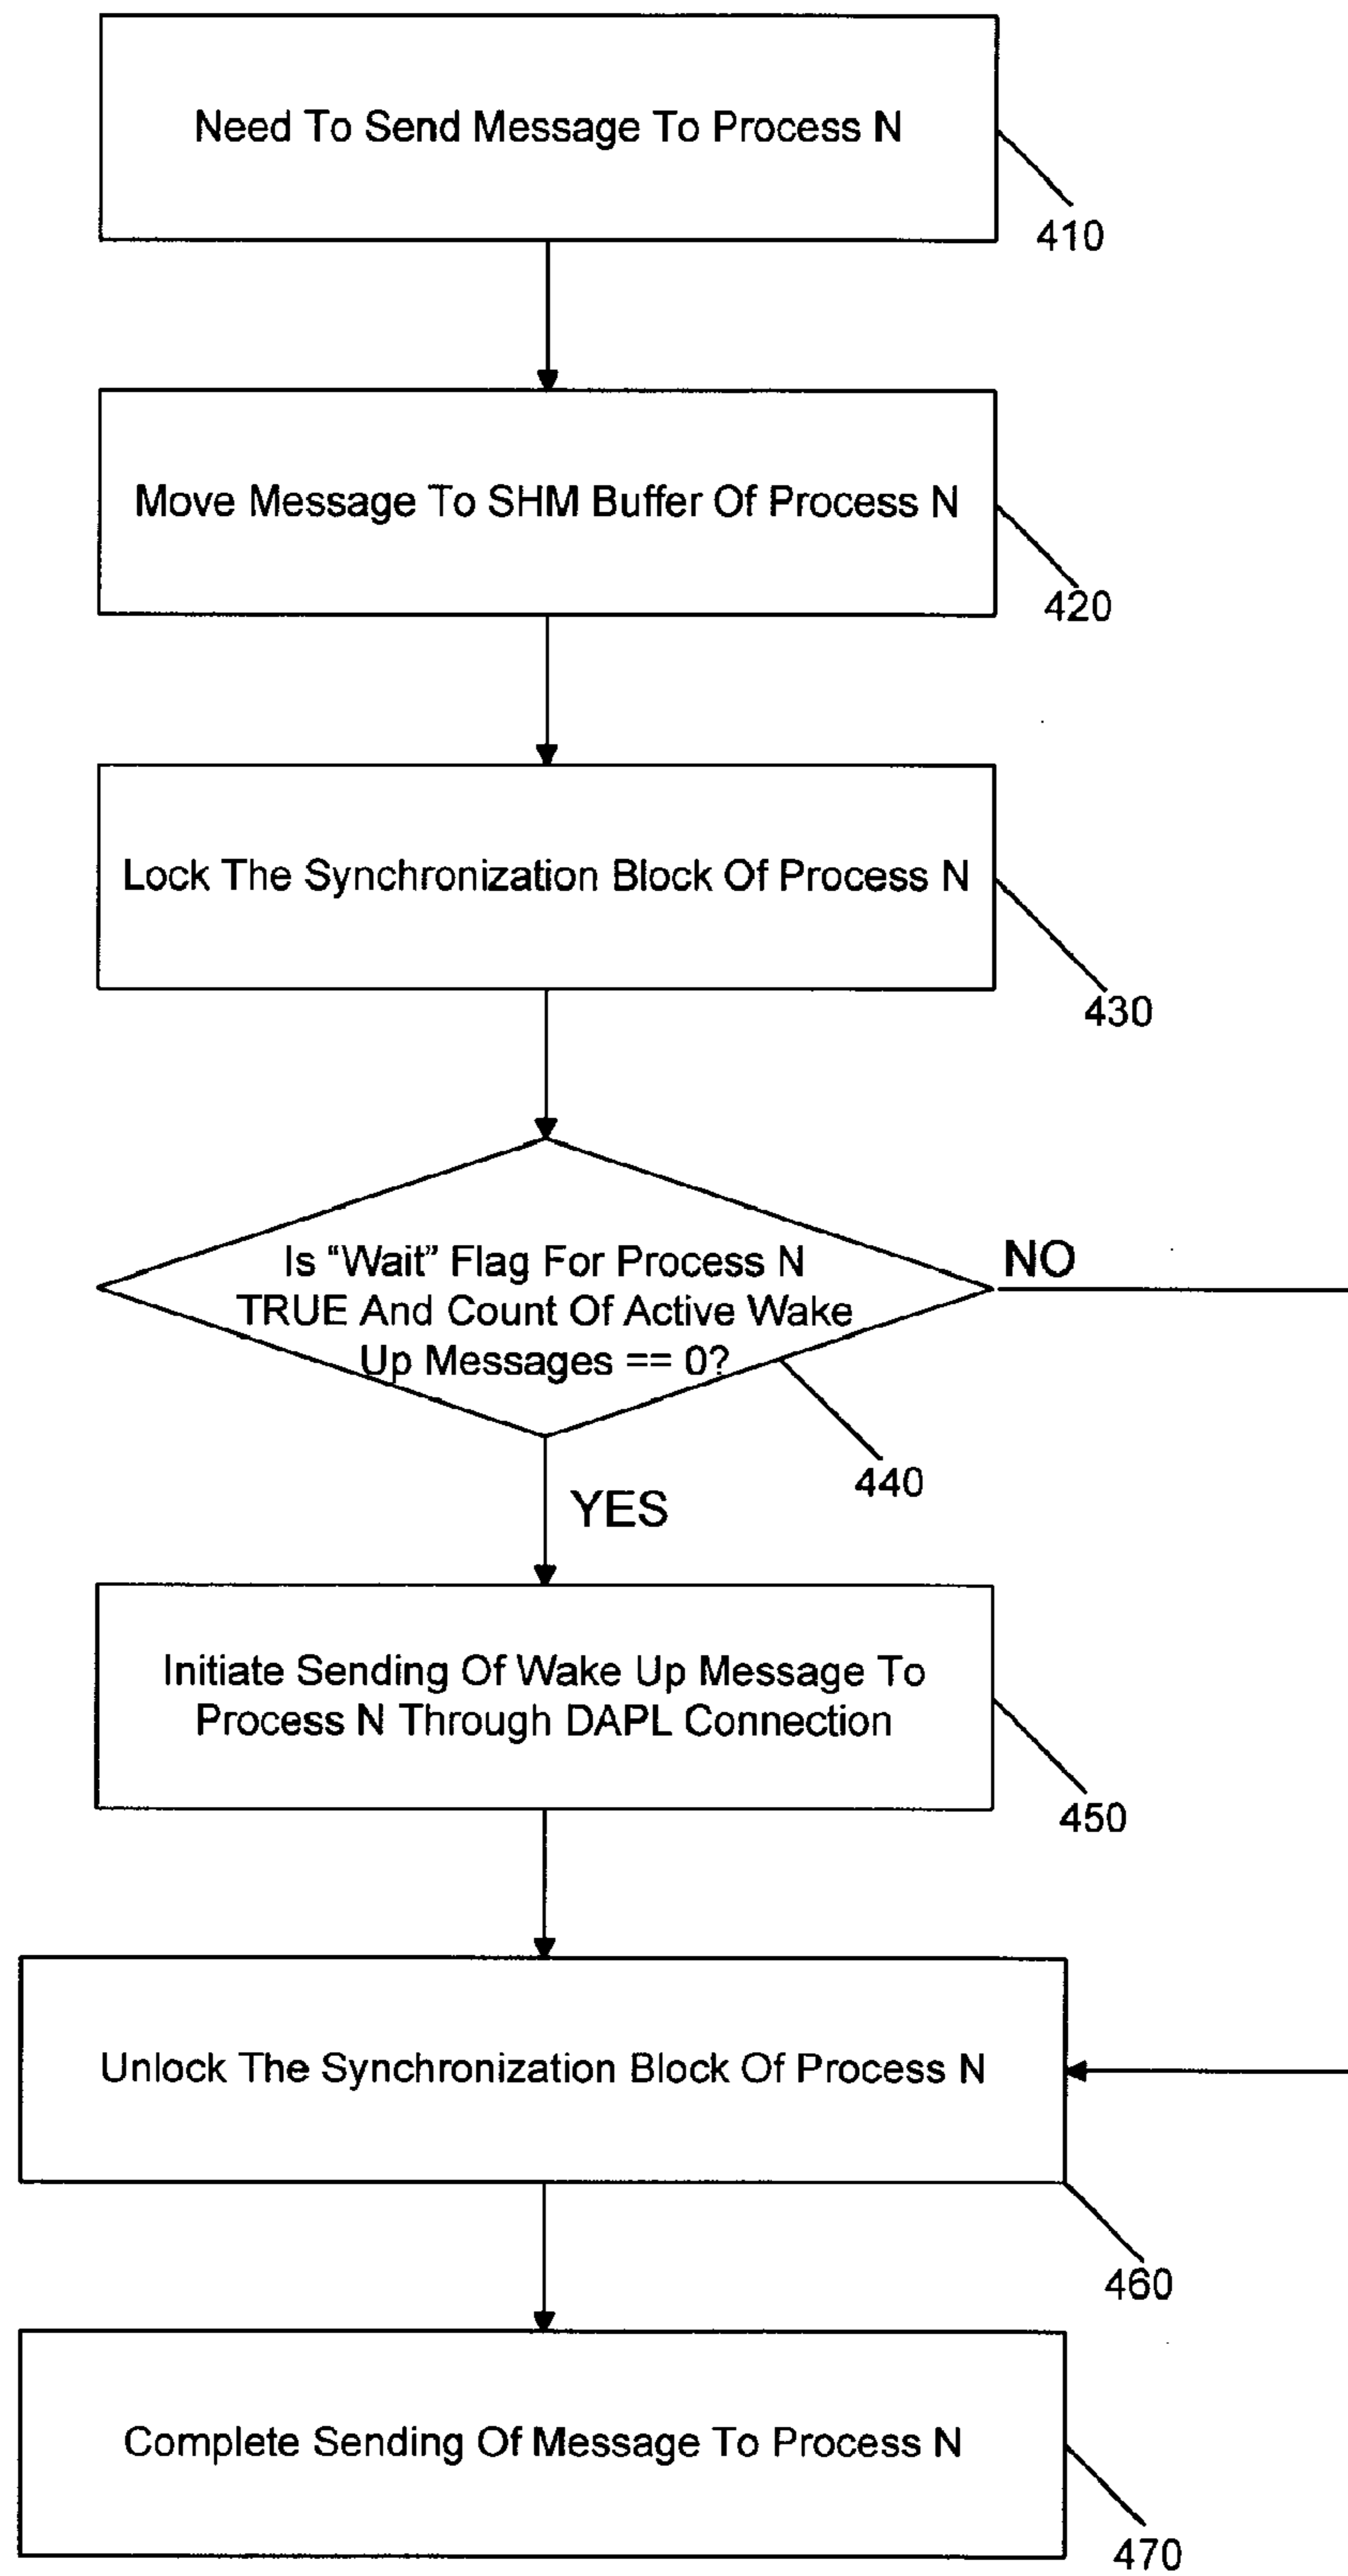 Need To Send Message To Process N
410
Move Message To SHM Buffer Of Process N
420
Lock The Synchronization Block Of Process N
430
Is “Wait” Flag For Process N
TRUE And Count Of Active Wake
Up Messages == 0?
NO
440
YES
Initiate Sending Of Wake Up Message To
Process N Through DAPL Connection
450
Unlock The Synchronization Block Of Process N
460
Complete Sending Of Message To Process N
470